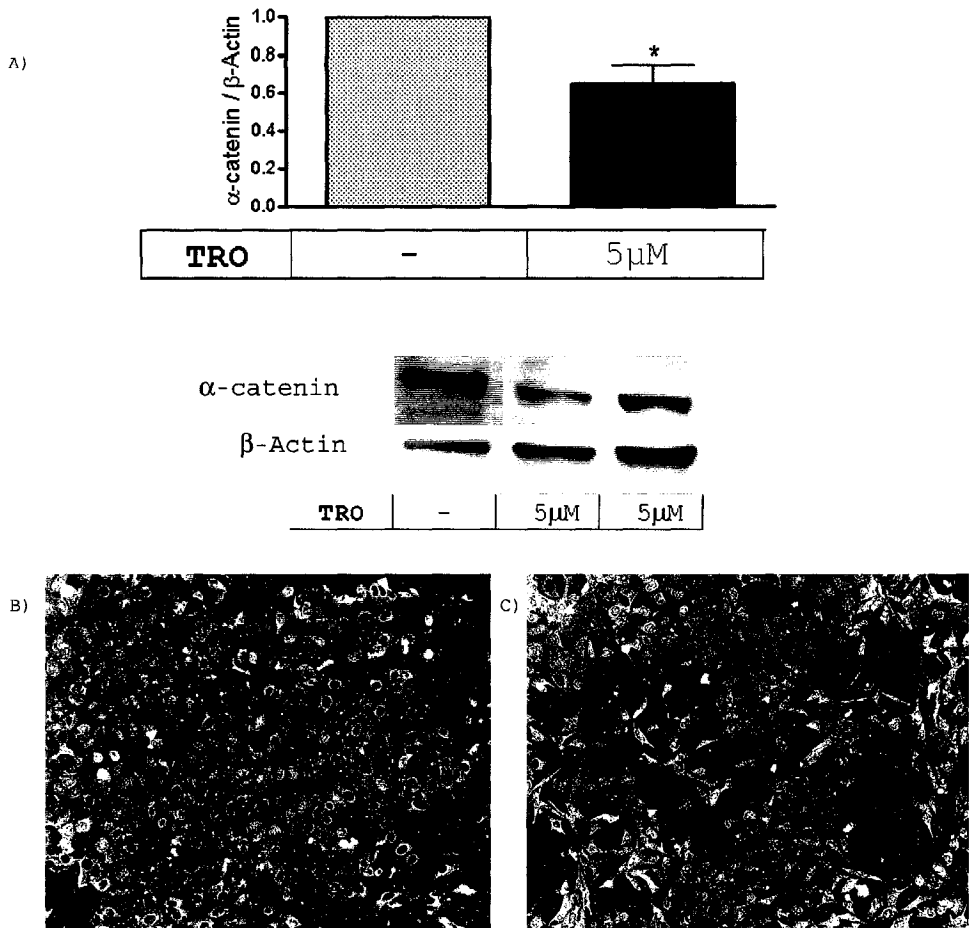 A)
α-catenin / β-Actin
1.0
0.8
0.6
0.4
0.2
0.0
*
TRO - 5µM
α-catenin
β-Actin
TRO - 5µM 5µM
B)
C)